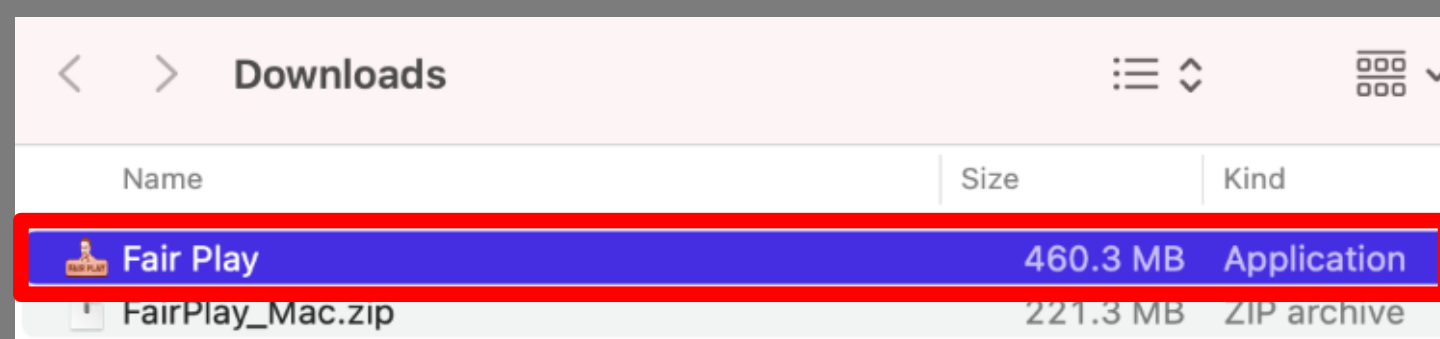 Downloads
Name Size Kind
Fair Play 460.3 MB Application
FairPlay_Mac.zip 221.3 MB ZIP archive